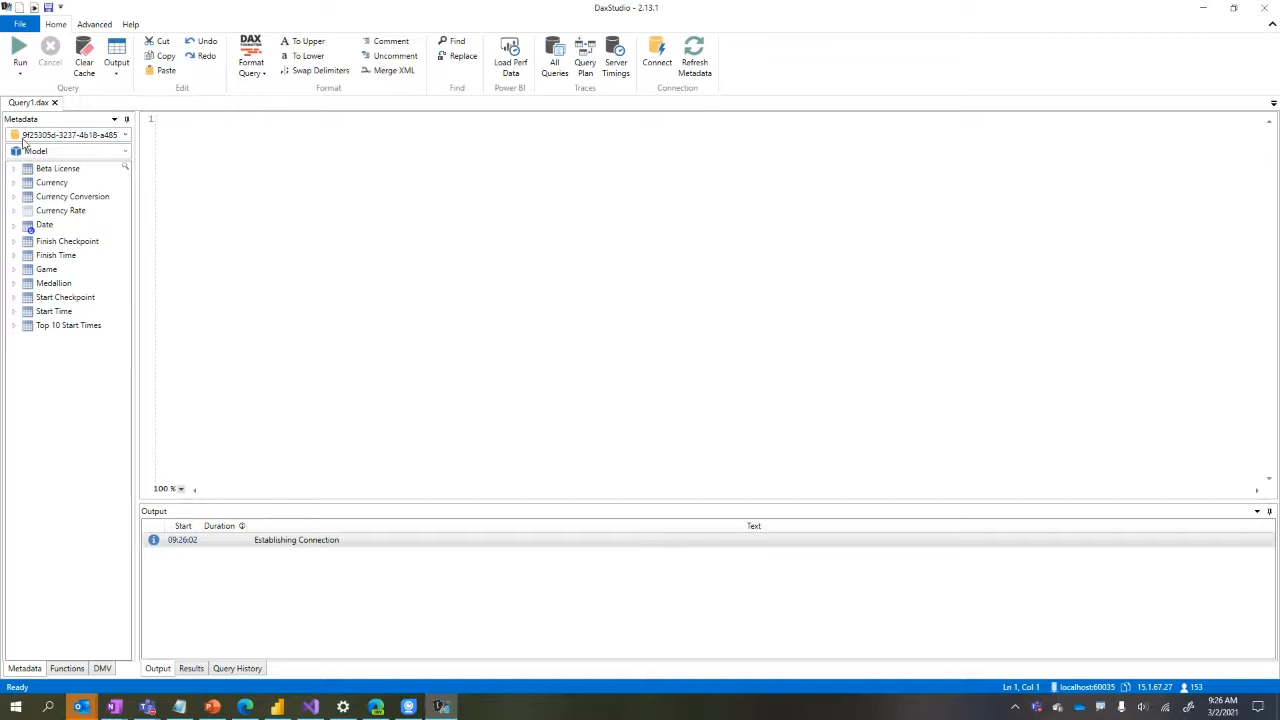 DaxStudio - 2.13.1
File Home Advanced Help
Run
Cancel
Clear Cache
Output
Query
Cut
Copy
Paste
Undo
Redo
Edit
DAX
FORMATTER
Format Query
To Upper
To Lower
Swap Delimiters
Comment
Uncomment
Merge XML
Format
Find
Replace
Find
Load Perf Data
Power BI
All Queries
Query Plan
Server Timings
Traces
Connect
Refresh Metadata
Connection
Query1.dax
Metadata
9f25305d-3237-4b18-a485
Model
Beta License
Currency
Currency Conversion
Currency Rate
Date
Finish Checkpoint
Finish Time
Game
Medallion
Start Checkpoint
Start Time
Top 10 Start Times
1
100 %
Output
Start Duration Text
09:26:02 Establishing Connection
Metadata Functions DMV
Output Results Query History
Ready
Ln 1, Col 1 localhost:60035 15.1.67.27 153
9:26 AM
3/2/2021